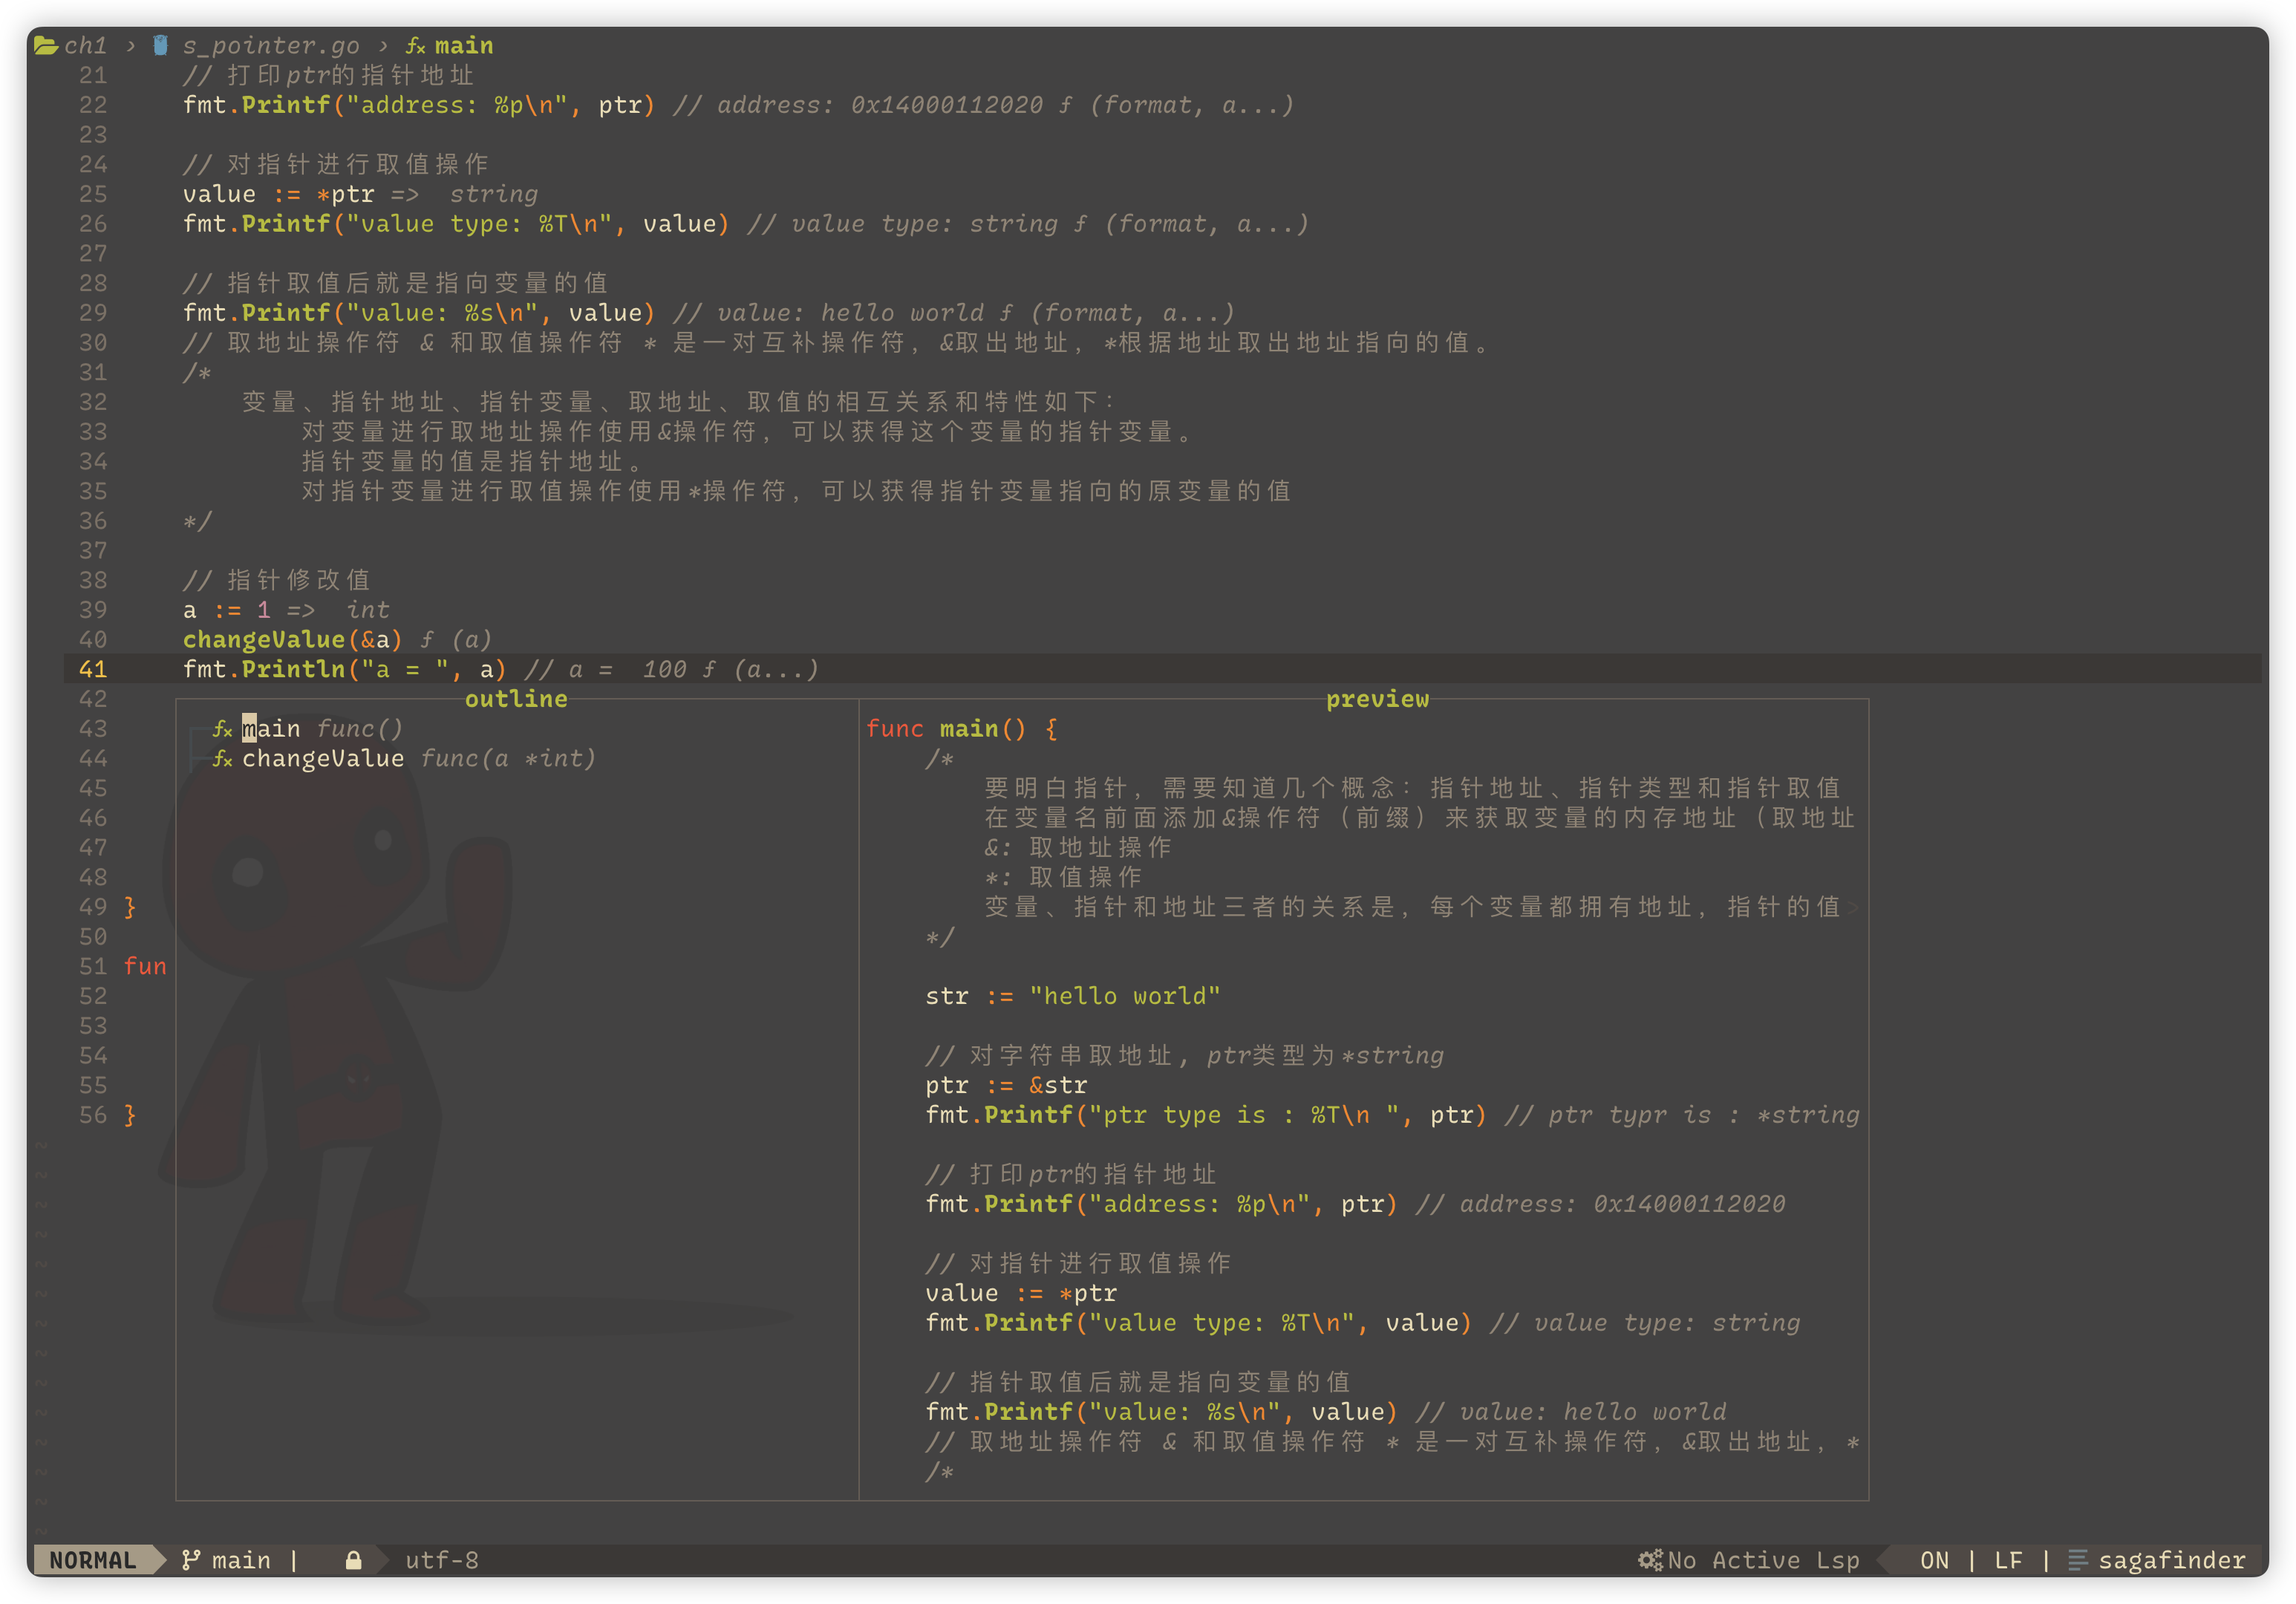 ch1 › s_pointer.go › main
21 // 打印ptr的指针地址
22 fmt.Printf("address: %p\n", ptr) // address: 0x14000112020 ƒ (format, a...)
23
24 // 对指针进行取值操作
25 value := *ptr => string
26 fmt.Printf("value type: %T\n", value) // value type: string ƒ (format, a...)
27
28 // 指针取值后就是指向变量的值
29 fmt.Printf("value: %s\n", value) // value: hello world ƒ (format, a...)
30 // 取地址操作符 & 和取值操作符 * 是一对互补操作符，&取出地址，*根据地址取出地址指向的值。
31 /*
32 变量、指针地址、指针变量、取地址、取值的相互关系和特性如下：
33 对变量进行取地址操作使用&操作符，可以获得这个变量的指针变量。
34 指针变量的值是指针地址。
35 对指针变量进行取值操作使用*操作符，可以获得指针变量指向的原变量的值
36 */
37
38 // 指针修改值
39 a := 1 => int
40 changeValue(&a) ƒ (a)
41 fmt.Println("a = ", a) // a =  100 ƒ (a...)
42
43
44
45
46
47
48
49 }
50
51 fun
52
53
54
55
56 }
outline
main func()
changeValue func(a *int)
preview
func main() {
/*
要明白指针，需要知道几个概念：指针地址、指针类型和指针取值
在变量名前面添加&操作符（前缀）来获取变量的内存地址（取地址
&: 取地址操作
*: 取值操作
变量、指针和地址三者的关系是，每个变量都拥有地址，指针的值>
*/
str := "hello world"
// 对字符串取地址, ptr类型为*string
ptr := &str
fmt.Printf("ptr type is : %T\n ", ptr) // ptr typr is : *string
// 打印ptr的指针地址
fmt.Printf("address: %p\n", ptr) // address: 0x14000112020
// 对指针进行取值操作
value := *ptr
fmt.Printf("value type: %T\n", value) // value type: string
// 指针取值后就是指向变量的值
fmt.Printf("value: %s\n", value) // value: hello world
// 取地址操作符 & 和取值操作符 * 是一对互补操作符，&取出地址，*
/*
NORMAL main | utf-8 No Active Lsp ON | LF | sagafinder